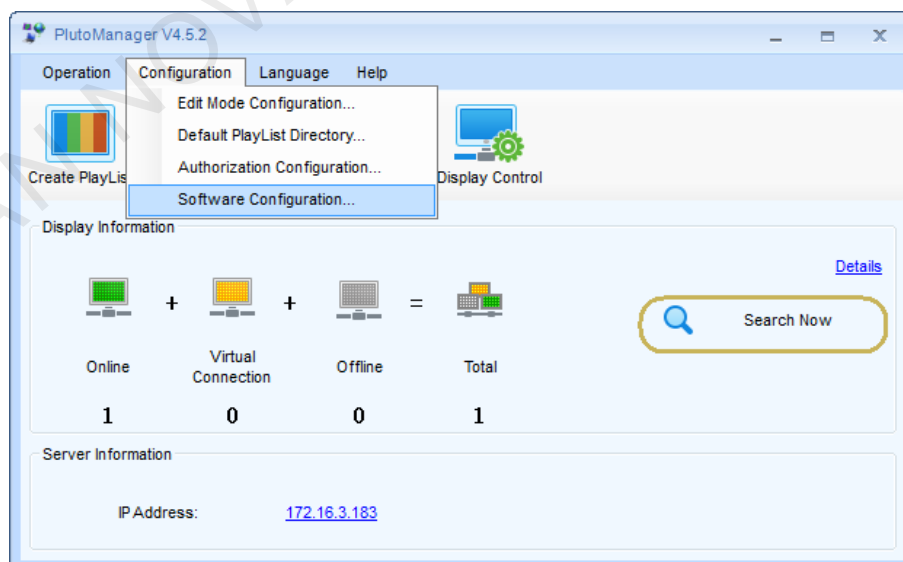 PlutoManager V4.5.2
Operation Configuration Language Help
Edit Mode Configuration...
Default PlayList Directory...
Authorization Configuration...
Software Configuration...
Create PlayLis
Display Control
Display Information
Details
+ + =
Search Now
Online
Virtual
Connection
Offline
Total
1 0 0 1
Server Information
IP Address: 172.16.3.183